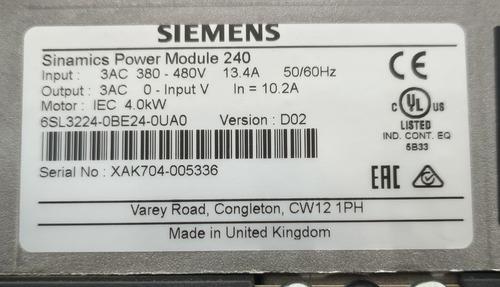 SIEMENS
Sinamics Power Module 240
Input : 3AC 380 - 480V 13.4A 50/60Hz
Output : 3AC 0 - Input V In = 10.2A
Motor : IEC 4.0kW
6SL3224-0BE24-0UA0 Version : D02
Serial No : XAK704-005336
CE
C UL US
LISTED
IND. CONT. EQ
5B33
EAC
Varey Road, Congleton, CW12 1PH
Made in United Kingdom